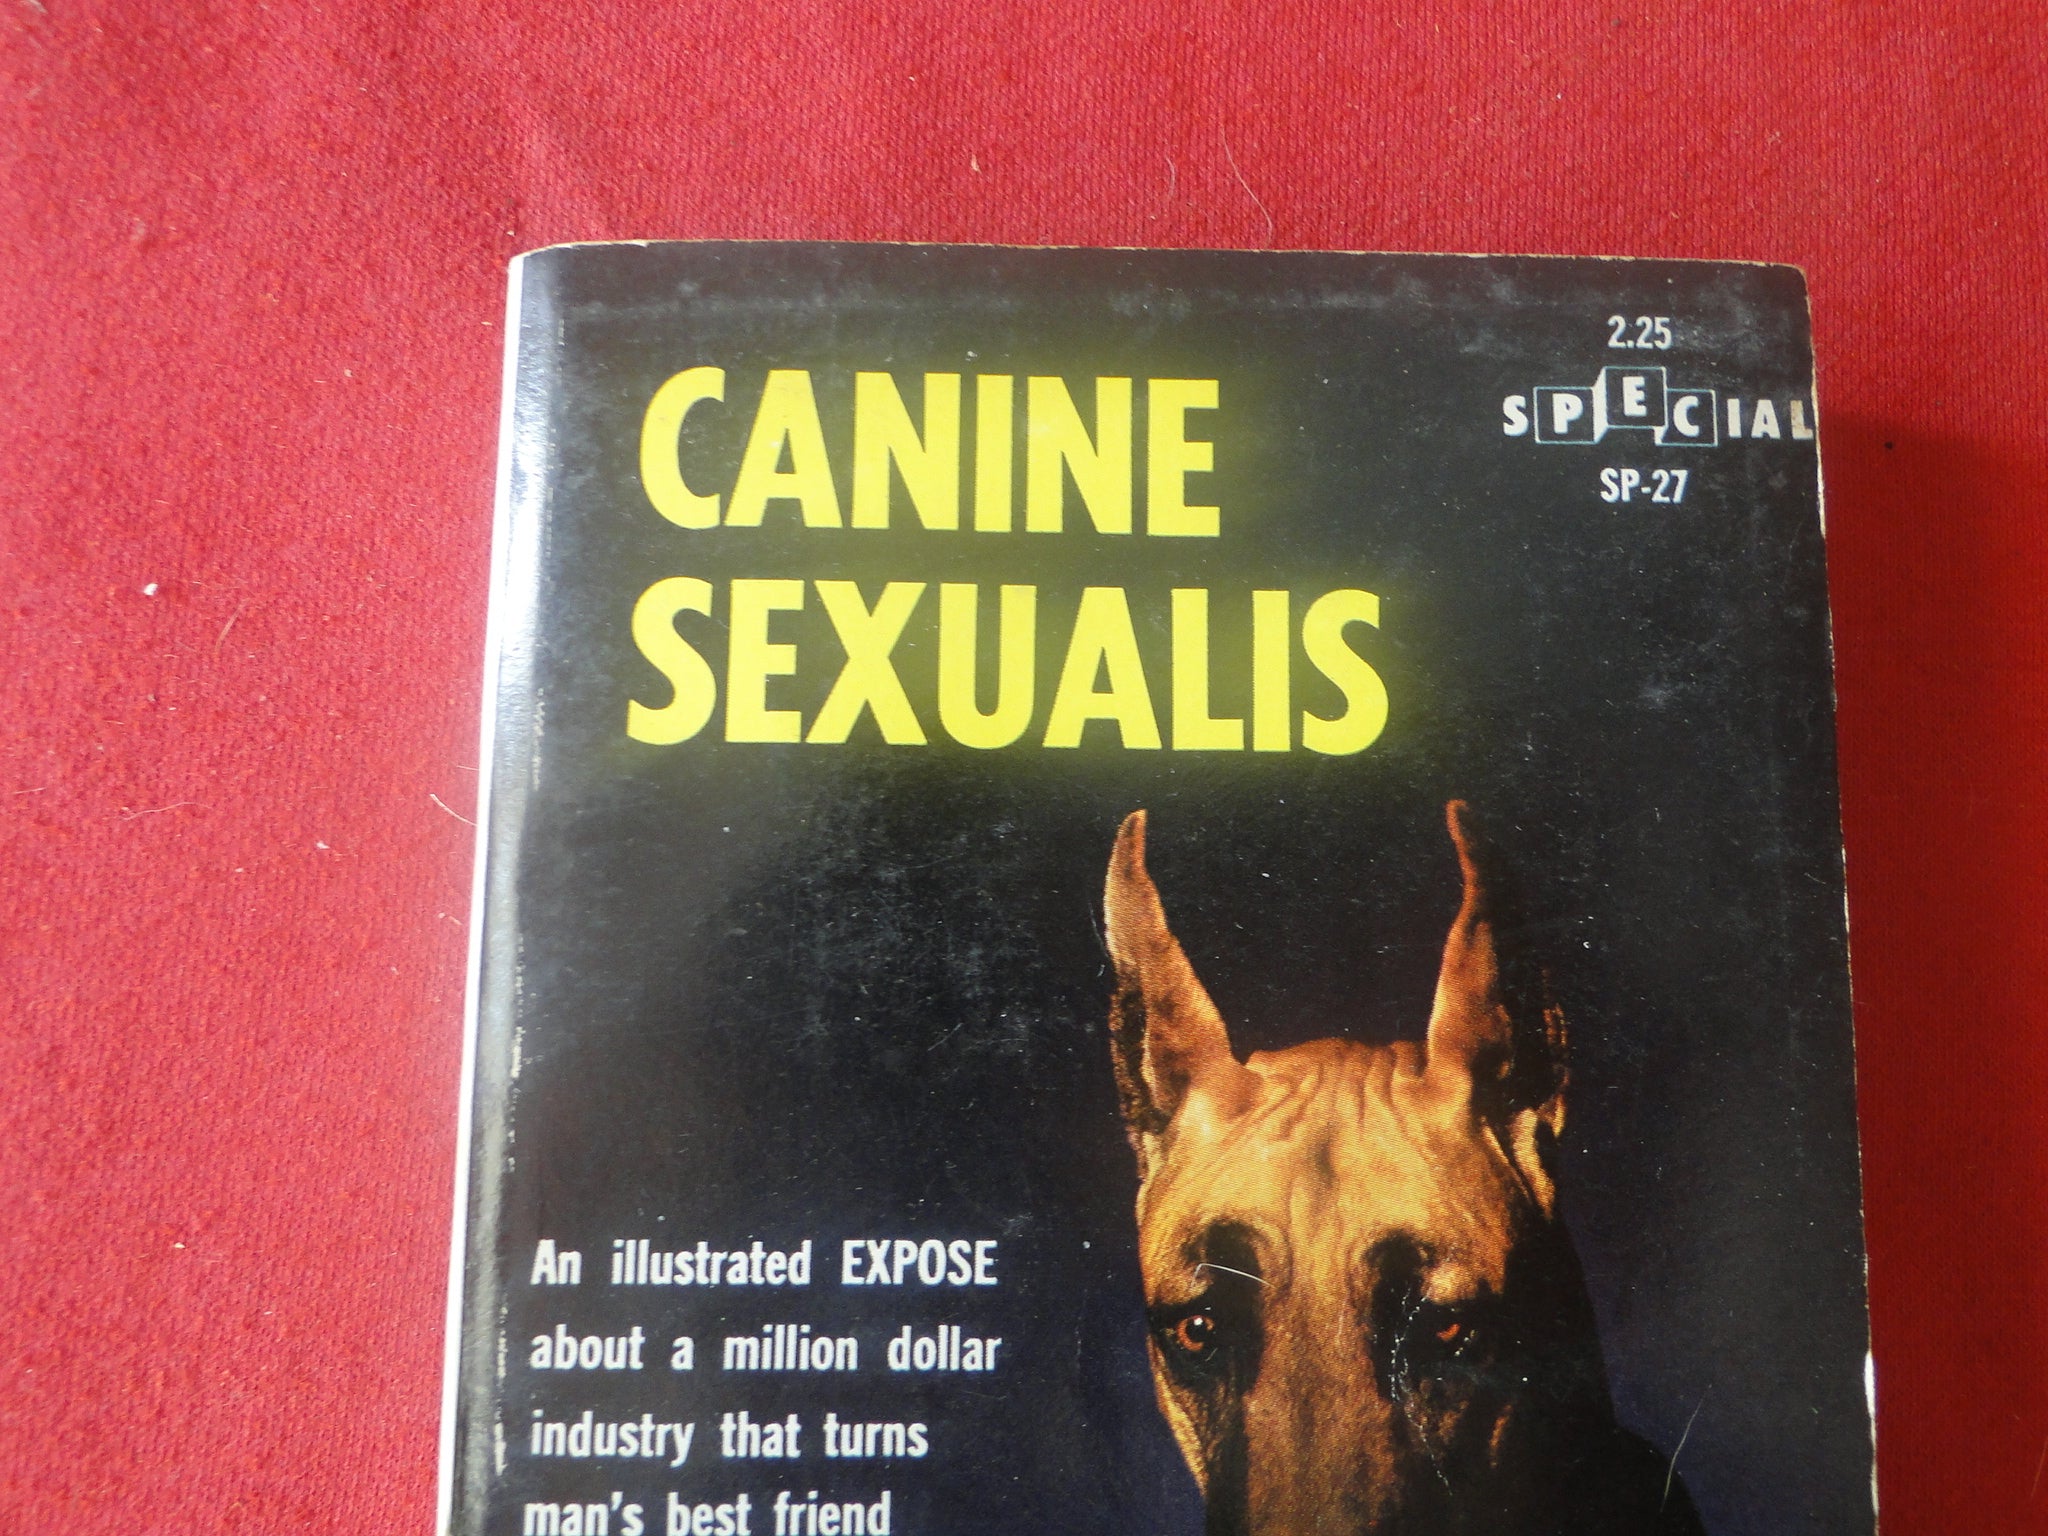 2.25
SPECIAL
SP-27
CANINE
SEXUALIS
An illustrated EXPOSE
about a million dollar
industry that turns
man's best friend